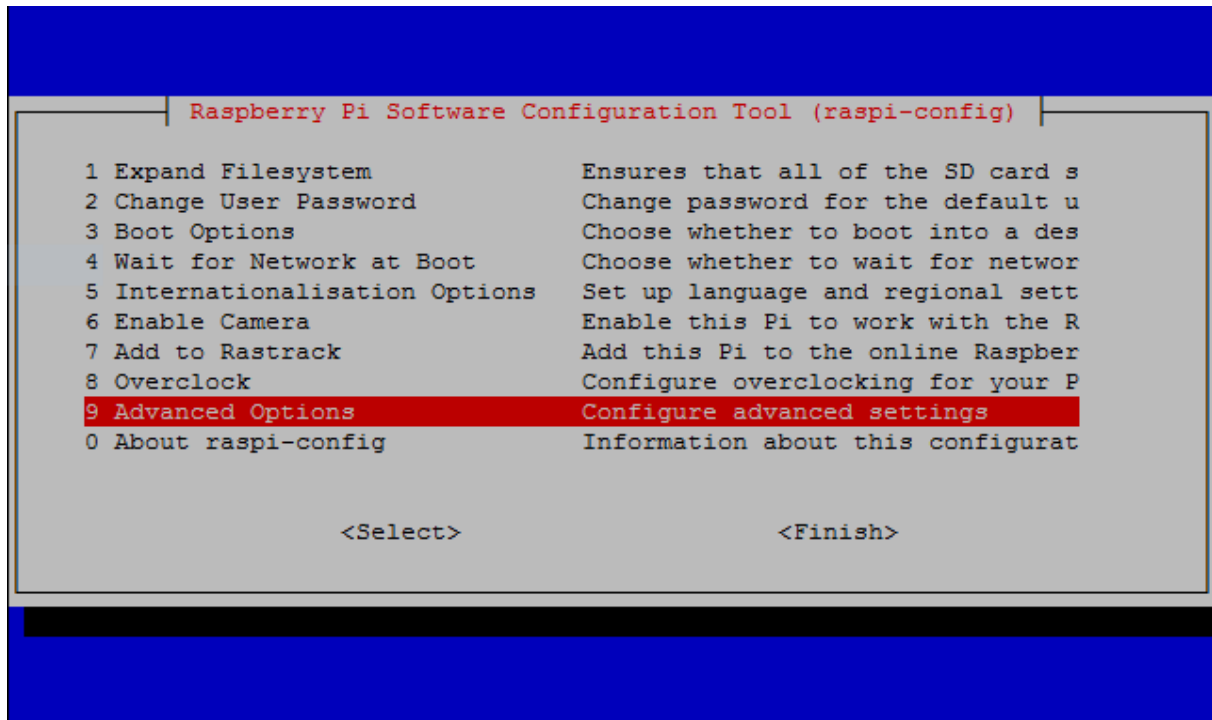 Raspberry Pi Software Configuration Tool (raspi-config)
1 Expand Filesystem Ensures that all of the SD card s
2 Change User Password Change password for the default u
3 Boot Options Choose whether to boot into a des
4 Wait for Network at Boot Choose whether to wait for networ
5 Internationalisation Options Set up language and regional sett
6 Enable Camera Enable this Pi to work with the R
7 Add to Rastrack Add this Pi to the online Raspber
8 Overclock Configure overclocking for your P
9 Advanced Options Configure advanced settings
0 About raspi-config Information about this configurat
<Select> <Finish>